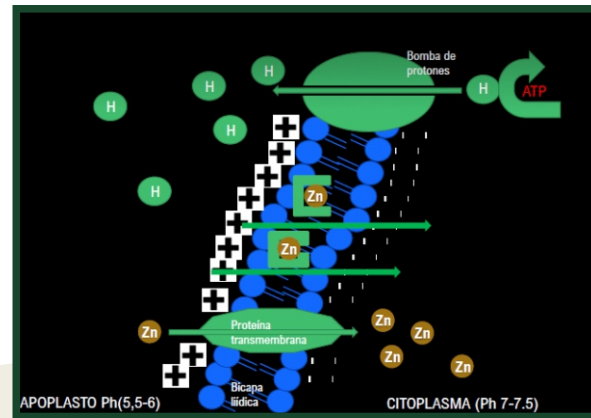 Bomba de
protones
H
H
H
H
H
H
ATP
Zn
Zn
Zn
Proteína
transmembrana
Zn
Zn
Zn
Zn
Bicapa
liídica
APOPLASTO Ph(5,5-6)
CITOPLASMA (Ph 7-7.5)